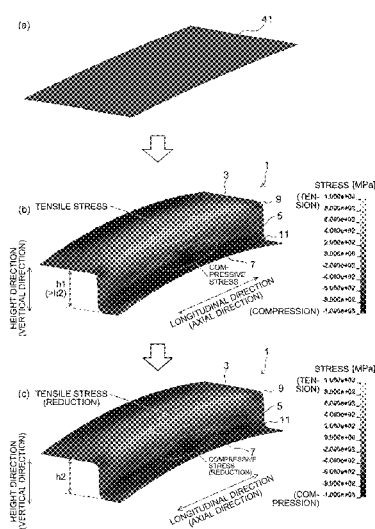 (a)
41
1
3
STRESS [MPa]
(TEN-
SION)
9
TENSILE STRESS
(b)
5
11
7
COM-
PRESSIVE
STRESS
h1
(>h2)
HEIGHT DIRECTION
(VERTICAL DIRECTION)
LONGITUDINAL DIRECTION
(AXIAL DIRECTION)
(COMPRESSION)
1
3
STRESS [MPa]
(TEN-
SION)
9
TENSILE STRESS
(REDUCTION)
(c)
5
11
7
COMPRESSIVE
STRESS
(REDUCTION)
h2
HEIGHT DIRECTION
(VERTICAL DIRECTION)
LONGITUDINAL DIRECTION
(AXIAL DIRECTION)
(COM-
PRESSION)